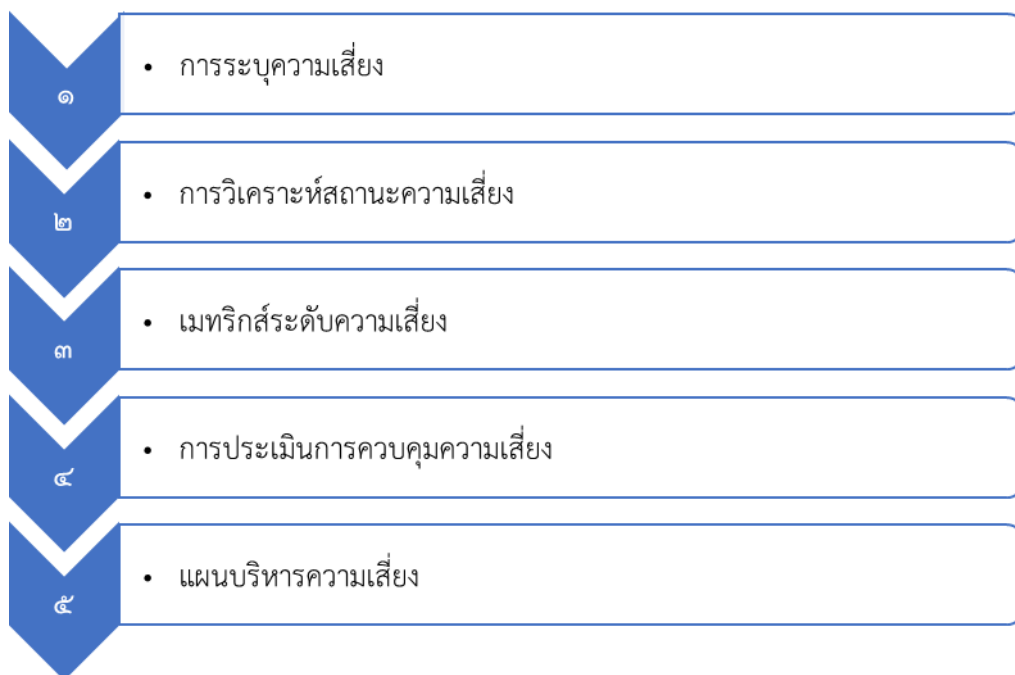 ๑
• การระบุความเสี่ยง
๒
• การวิเคราะห์สถานะความเสี่ยง
๓
• เมทริกส์ระดับความเสี่ยง
๔
• การประเมินการควบคุมความเสี่ยง
๕
• แผนบริหารความเสี่ยง